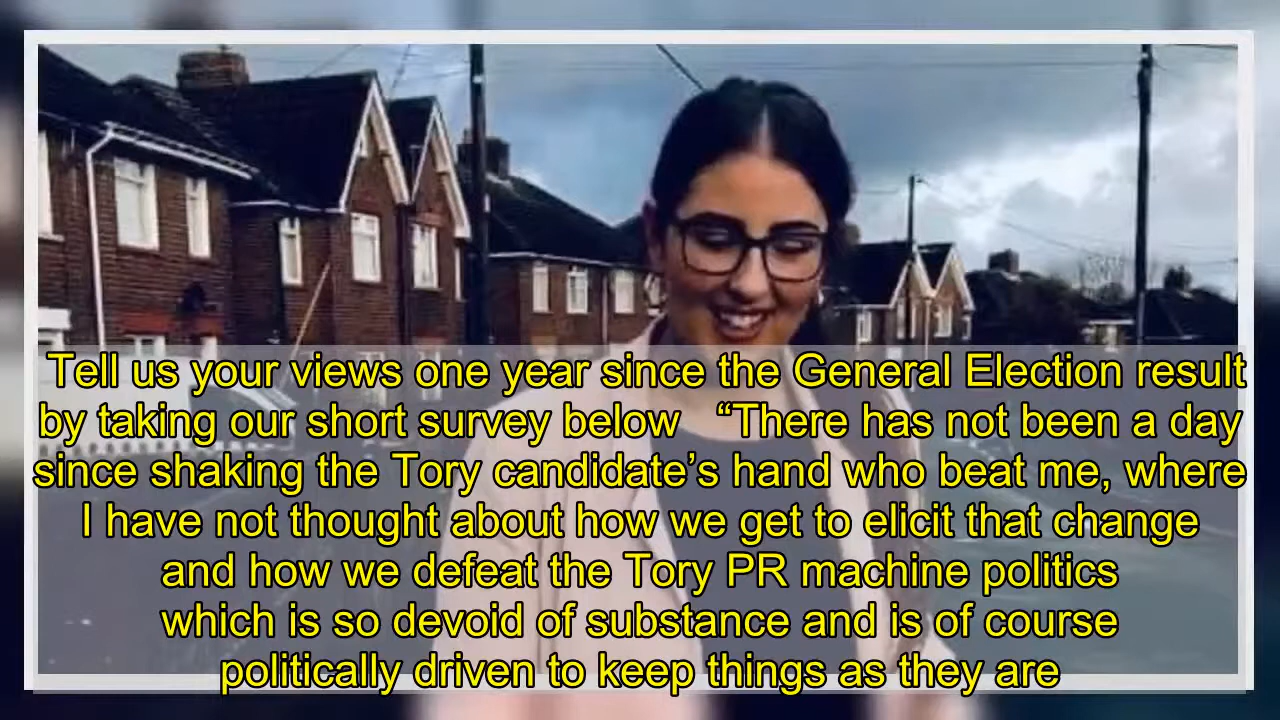 Tell us your views one year since the General Election result
by taking our short survey below “There has not been a day
since shaking the Tory candidate’s hand who beat me, where
I have not thought about how we get to elicit that change
and how we defeat the Tory PR machine politics
which is so devoid of substance and is of course
politically driven to keep things as they are